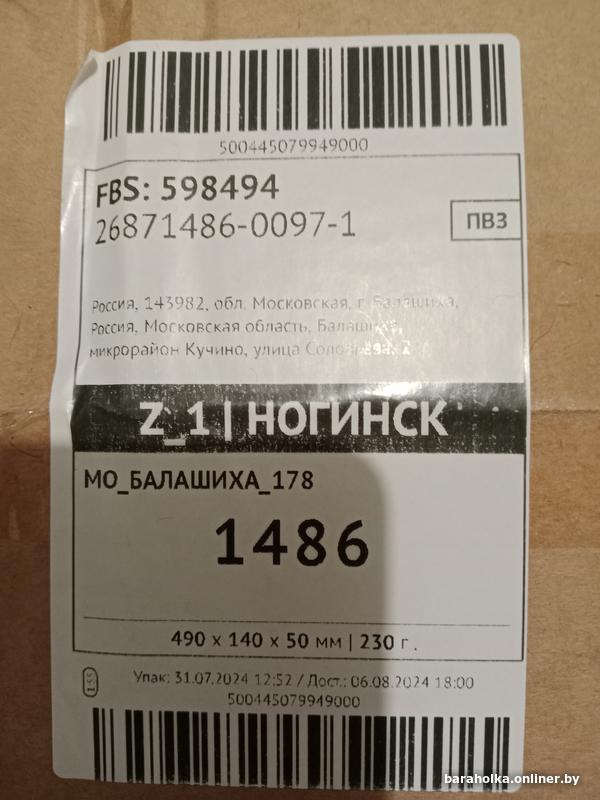 500445079949000
FBS: 598494
26871486-0097-1
ПВЗ
Россия, 143982, обл. Московская, г. Балашиха,
Россия, Московская область, Балашиха,
микрорайон Кучино, улица
Z_1 | НОГИНСК
МО_БАЛАШИХА_178
1486
490 x 140 x 50 мм | 230 г.
155
Упак: 31.07.2024 12:52 / Дост.: 06.08.2024 18:00
500445079949000
baraholka.onliner.by